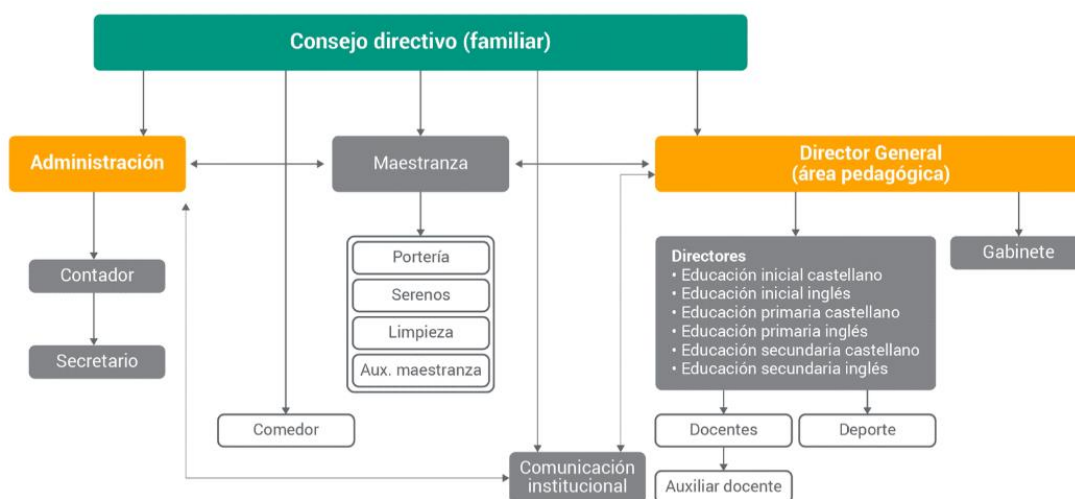 Consejo directivo (familiar)
Administración
Maestranza
Director General
(área pedagógica)
Contador
Secretario
Portería
Serenos
Limpieza
Aux. maestranza
Directores
• Educación inicial castellano
• Educación inicial inglés
• Educación primaria castellano
• Educación primaria inglés
• Educación secundaria castellano
• Educación secundaria inglés
Gabinete
Comedor
Docentes
Deporte
Comunicación
institucional
Auxiliar docente